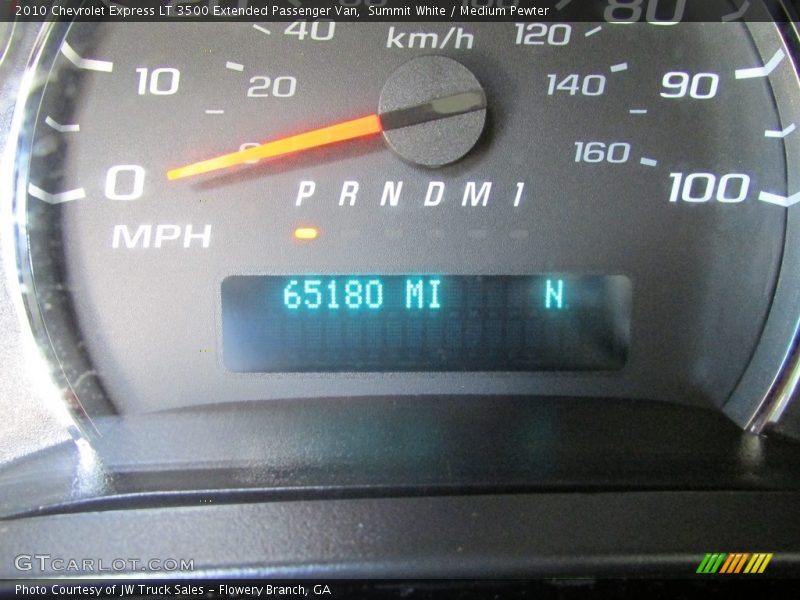 2010 Chevrolet Express LT 3500 Extended Passenger Van, Summit White / Medium Pewter
40 km/h 120 80
10 20 140 90
0 0 160 100
P R N D M 1
MPH
65180 MI N
GTCARLOT.COM
Photo Courtesy of JW Truck Sales - Flowery Branch, GA